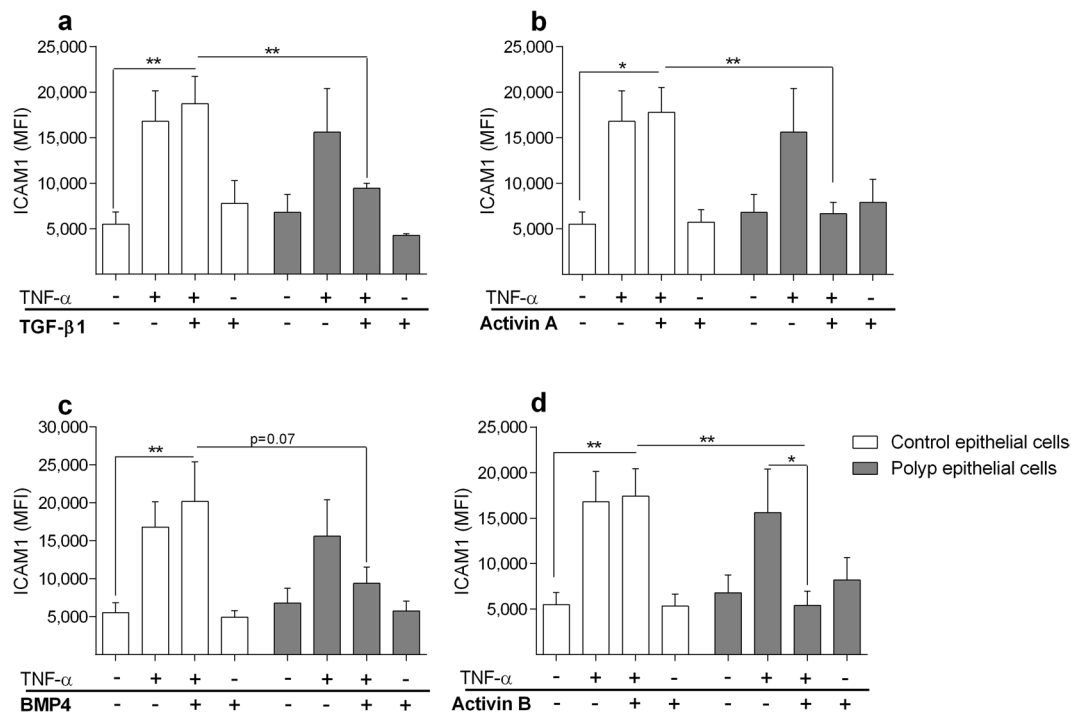 a
ICAM1 (MFI)
25,000
20,000
15,000
10,000
5,000
**
**
TNF-α - + + - - + + -
TGF-β1 - - + + - - + +
b
ICAM1 (MFI)
25,000
20,000
15,000
10,000
5,000
*
**
TNF-α - + + - - + + -
Activin A - - + + - - + +
c
ICAM1 (MFI)
30,000
25,000
20,000
15,000
10,000
5,000
**
p=0.07
TNF-α - + + - - + + -
BMP4 - - + + - - + +
d
ICAM1 (MFI)
25,000
20,000
15,000
10,000
5,000
**
**
*
TNF-α - + + - - + + -
Activin B - - + + - - + +
Control epithelial cells
Polyp epithelial cells